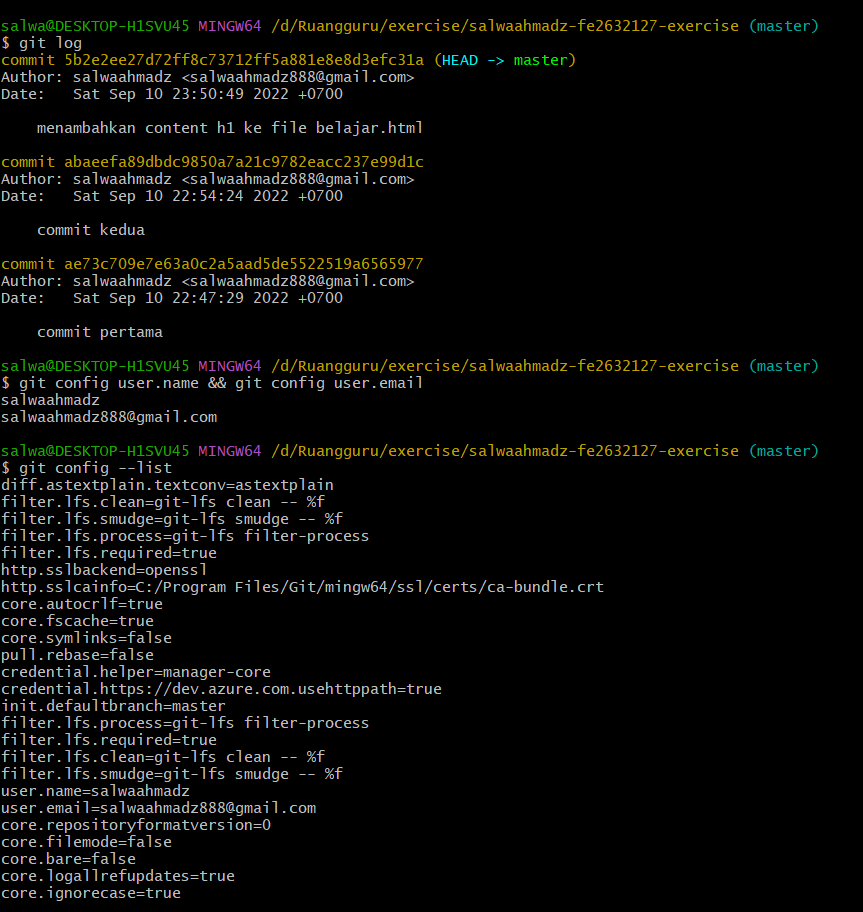 salwa@DESKTOP-H1SVU45 MINGW64 /d/Ruangguru/exercise/salwaahmadz-fe2632127-exercise (master)
$ git log
commit 5b2e2ee27d72ff8c73712ff5a881e8e8d3efc31a (HEAD -> master)
Author: salwaahmadz <salwaahmadz888@gmail.com>
Date:   Sat Sep 10 23:50:49 2022 +0700
    menambahkan content h1 ke file belajar.html
commit abaeefa89dbdc9850a7a21c9782eacc237e99d1c
Author: salwaahmadz <salwaahmadz888@gmail.com>
Date:   Sat Sep 10 22:54:24 2022 +0700
    commit kedua
commit ae73c709e7e63a0c2a5aad5de5522519a6565977
Author: salwaahmadz <salwaahmadz888@gmail.com>
Date:   Sat Sep 10 22:47:29 2022 +0700
    commit pertama
salwa@DESKTOP-H1SVU45 MINGW64 /d/Ruangguru/exercise/salwaahmadz-fe2632127-exercise (master)
$ git config user.name && git config user.email
salwaahmadz
salwaahmadz888@gmail.com
salwa@DESKTOP-H1SVU45 MINGW64 /d/Ruangguru/exercise/salwaahmadz-fe2632127-exercise (master)
$ git config --list
diff.astextplain.textconv=astextplain
filter.lfs.clean=git-lfs clean -- %f
filter.lfs.smudge=git-lfs smudge -- %f
filter.lfs.process=git-lfs filter-process
filter.lfs.required=true
http.sslbackend=openssl
http.sslcainfo=C:/Program Files/Git/mingw64/ssl/certs/ca-bundle.crt
core.autocrlf=true
core.fscache=true
core.symlinks=false
pull.rebase=false
credential.helper=manager-core
credential.https://dev.azure.com.usehttppath=true
init.defaultbranch=master
filter.lfs.process=git-lfs filter-process
filter.lfs.required=true
filter.lfs.clean=git-lfs clean -- %f
filter.lfs.smudge=git-lfs smudge -- %f
user.name=salwaahmadz
user.email=salwaahmadz888@gmail.com
core.repositoryformatversion=0
core.filemode=false
core.bare=false
core.logallrefupdates=true
core.ignorecase=true